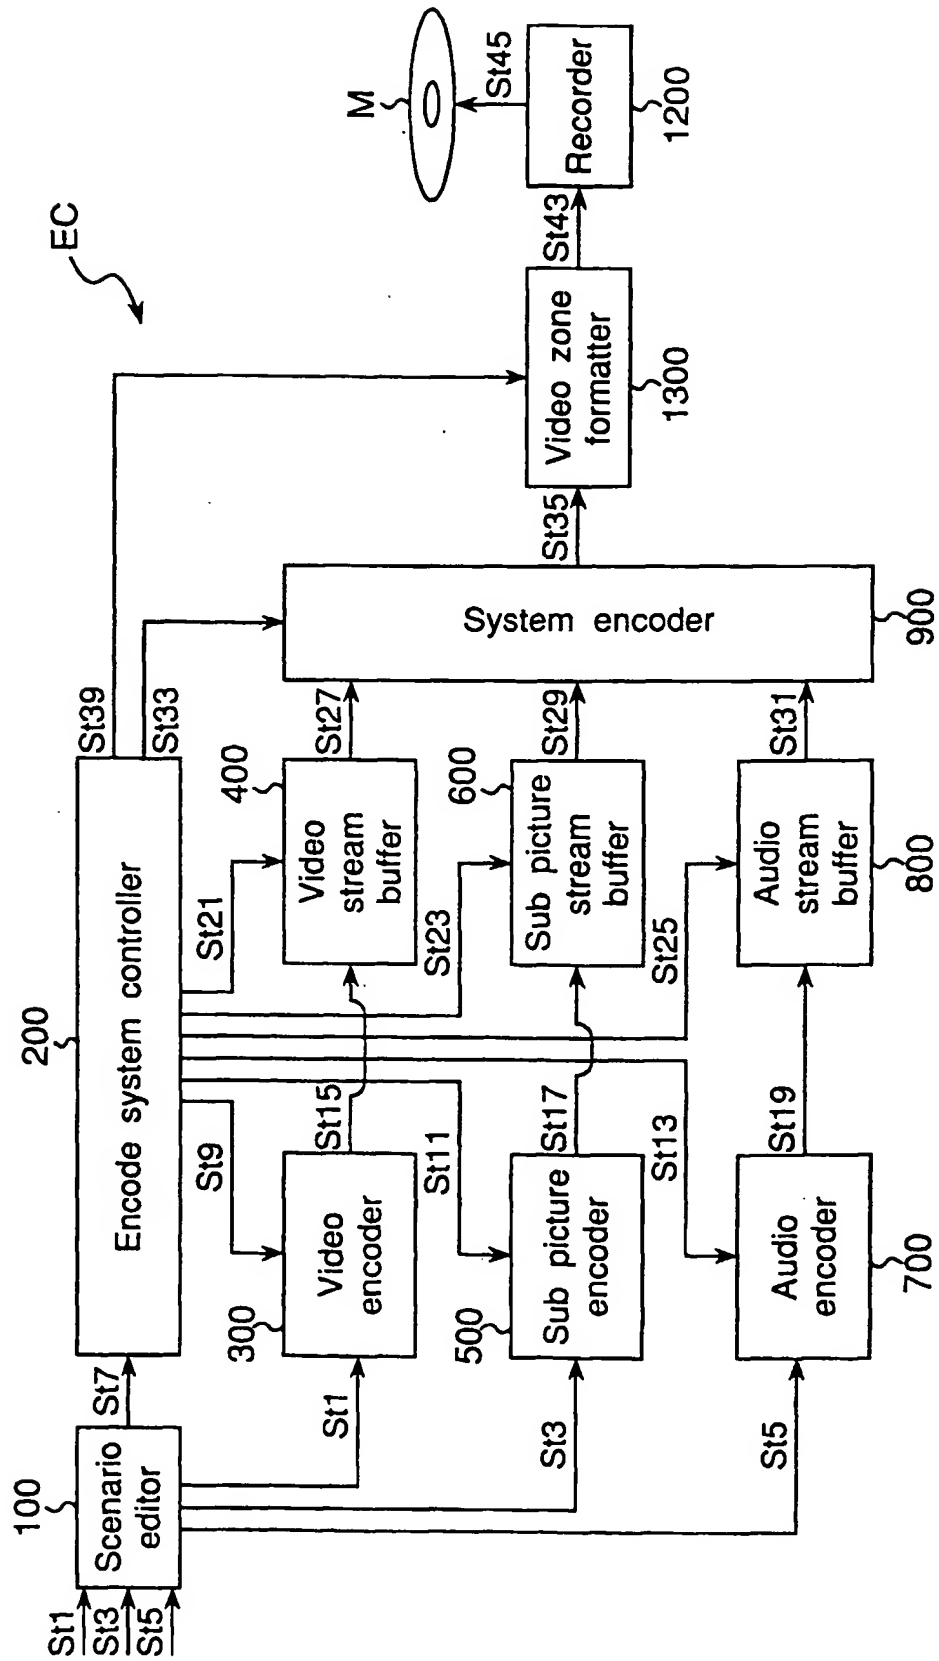 EC
St1
St3
St5
100
Scenario
editor
St7
200
Encode system controller
St39
St33
St1
St3
St5
St9
St11
St13
St21
St23
St25
300
Video
encoder
St15
400
Video
stream
buffer
St27
500
Sub picture
encoder
St17
600
Sub picture
stream
buffer
St29
700
Audio
encoder
St19
800
Audio
stream
buffer
St31
System encoder
900
St35
Video zone
formatter
1300
St43
Recorder
1200
St45
M